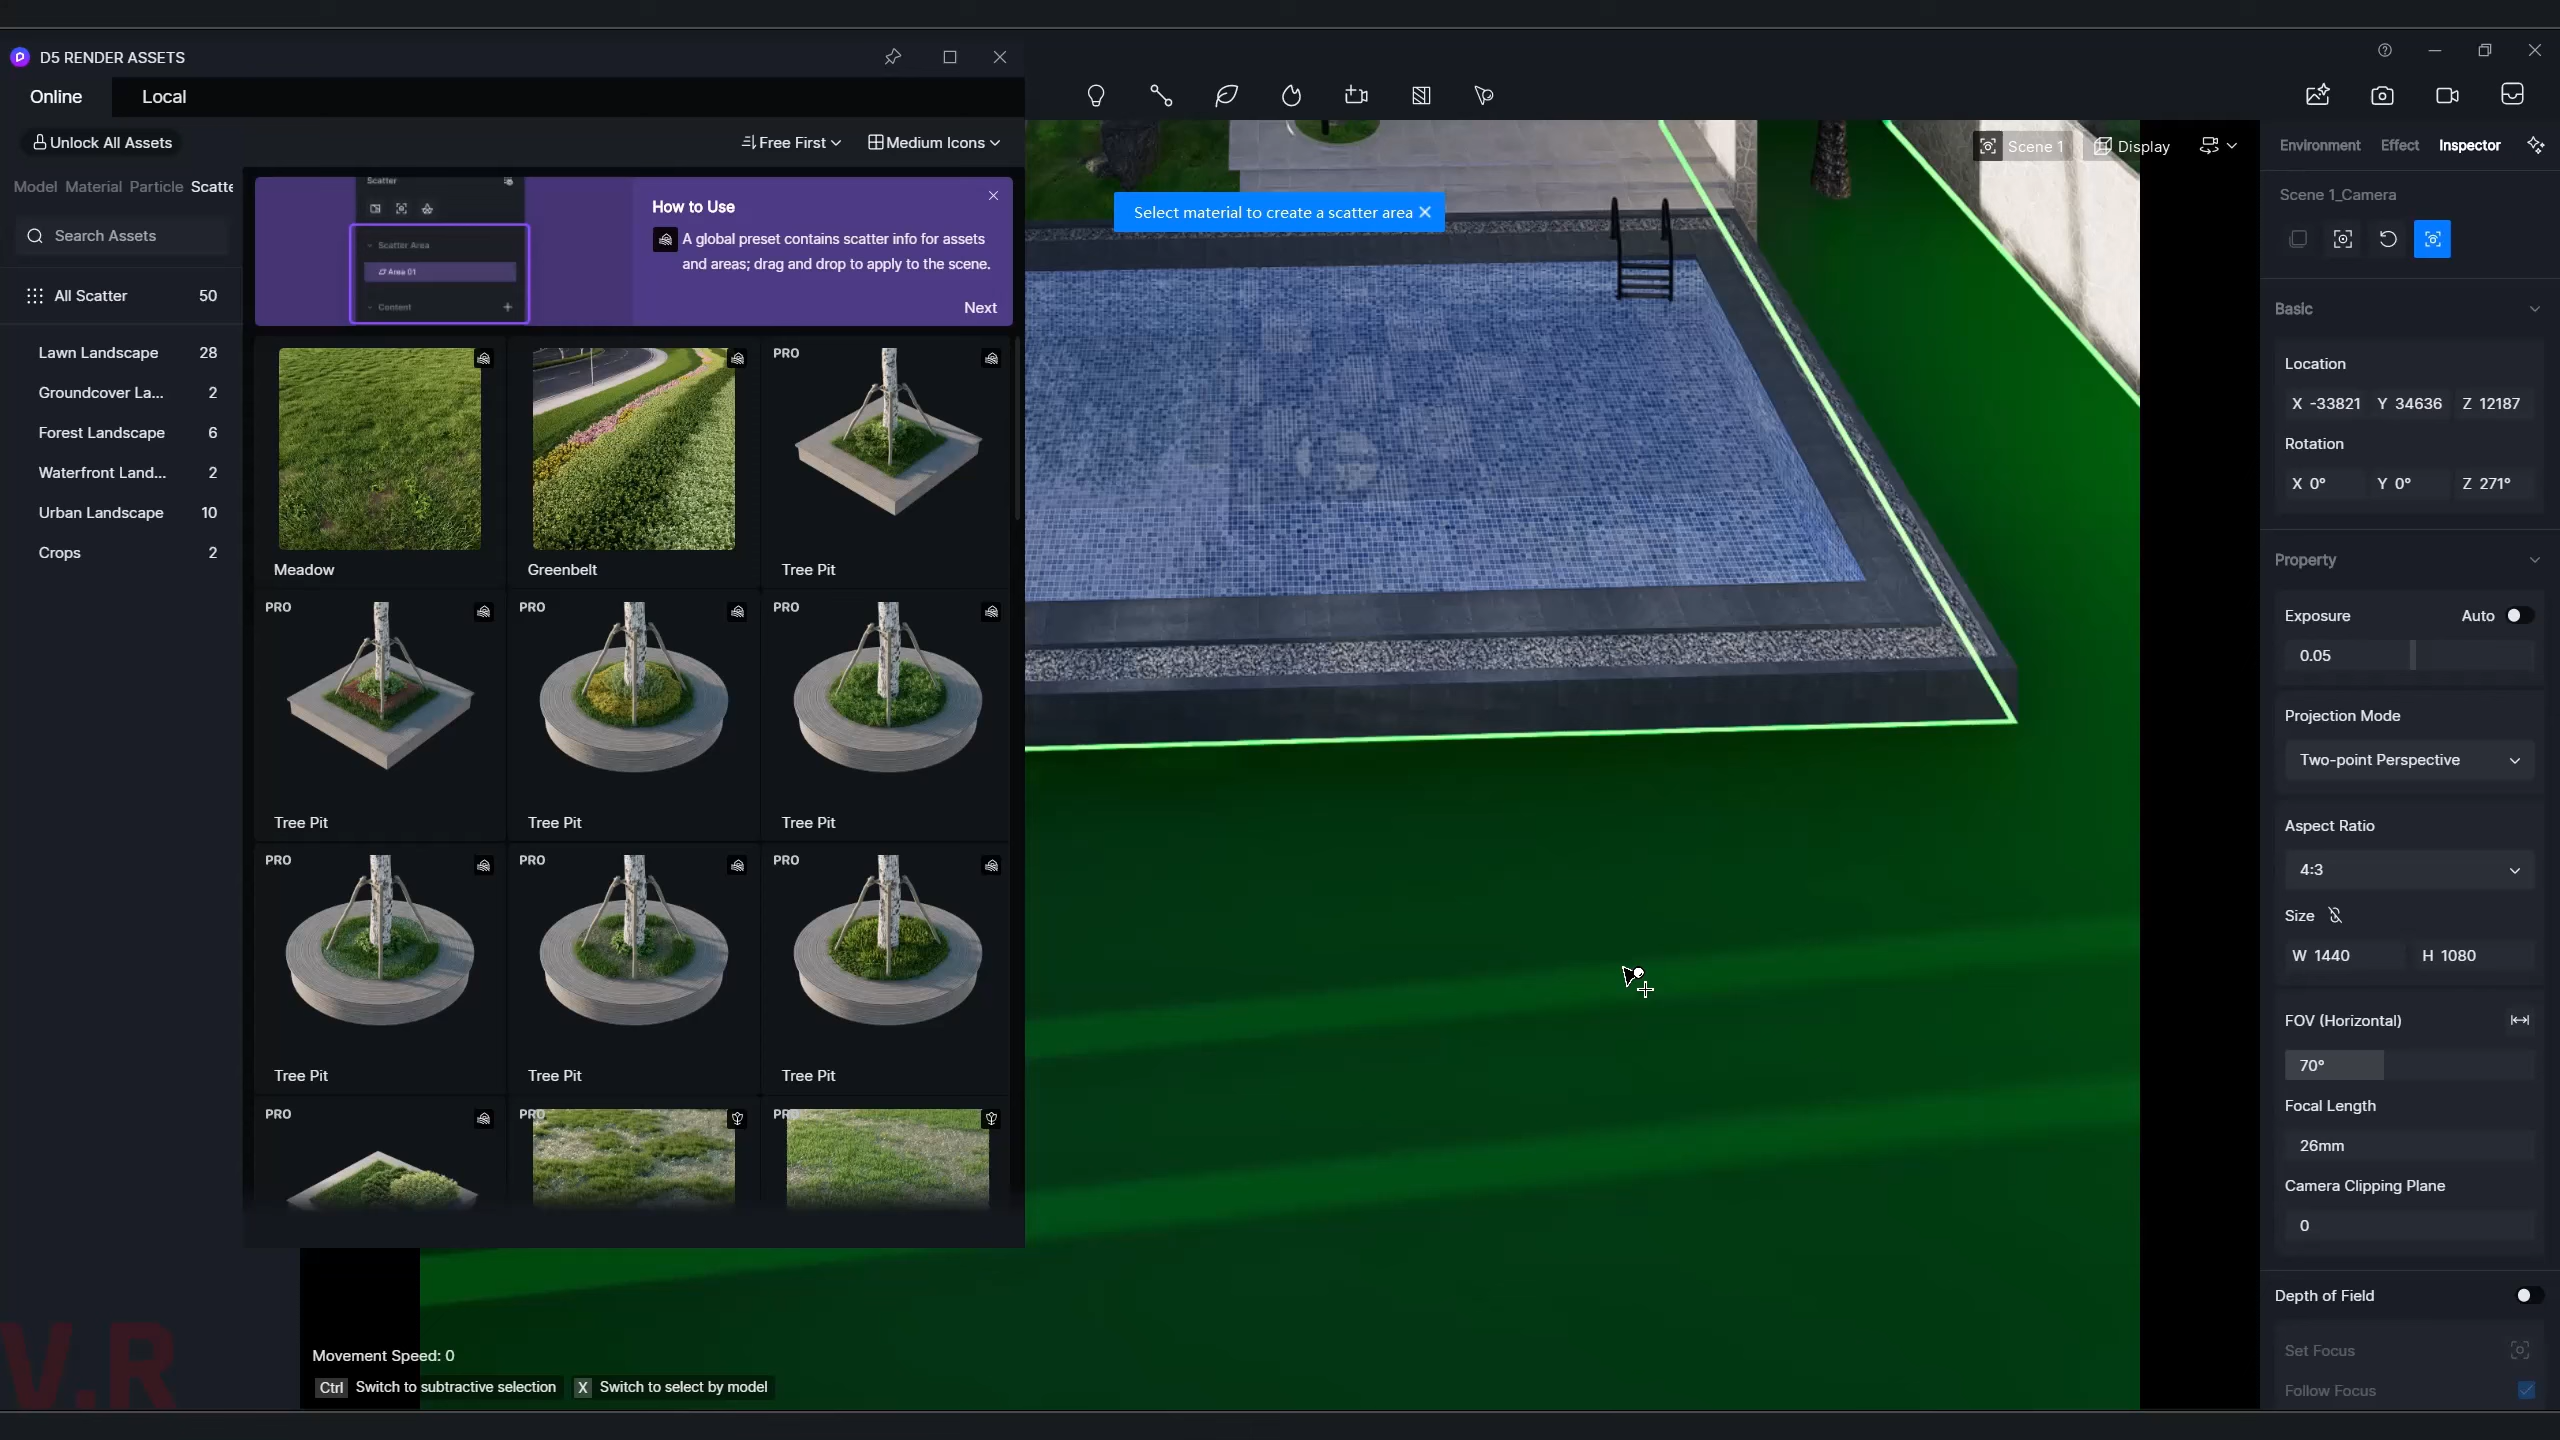 D5 RENDER ASSETS
Online
Local
Unlock All Assets
Free First
Medium Icons
Model Material Particle Scatte
Search Assets
All Scatter 50
Lawn Landscape 28
Groundcover La... 2
Forest Landscape 6
Waterfront Land... 2
Urban Landscape 10
Crops 2
Scatter
Scatter Area
Area 01
Content
How to Use
A global preset contains scatter info for assets
and areas; drag and drop to apply to the scene.
Next
Meadow
Greenbelt
PRO
Tree Pit
PRO
PRO
PRO
Tree Pit
Tree Pit
Tree Pit
PRO
PRO
PRO
Tree Pit
Tree Pit
Tree Pit
PRO
PRO
PRO
Select material to create a scatter area
Scene 1
Display
Movement Speed: 0
Ctrl Switch to subtractive selection X Switch to select by model
V.R
Environment Effect Inspector
Scene 1_Camera
Basic
Location
X -33821 Y 34636 Z 12187
Rotation
X 0° Y 0° Z 271°
Property
Exposure Auto
0.05
Projection Mode
Two-point Perspective
Aspect Ratio
4:3
Size
W 1440 H 1080
FOV (Horizontal)
70°
Focal Length
26mm
Camera Clipping Plane
0
Depth of Field
Set Focus
Follow Focus